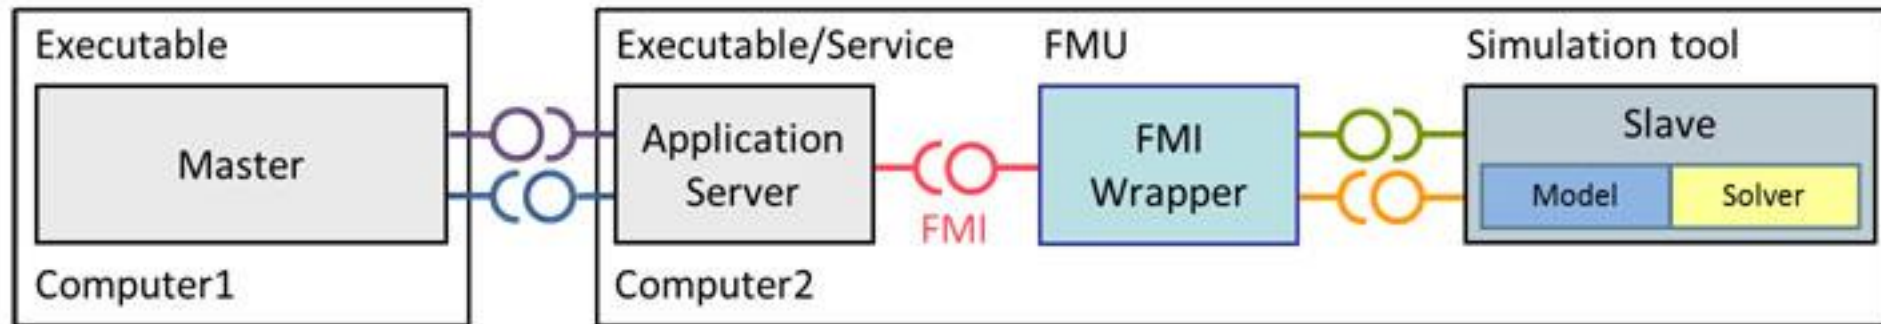 Executable
Master
Computer1
Executable/Service
FMU
Simulation tool
Application
Server
FMI
FMI
Wrapper
Slave
Model
Solver
Computer2